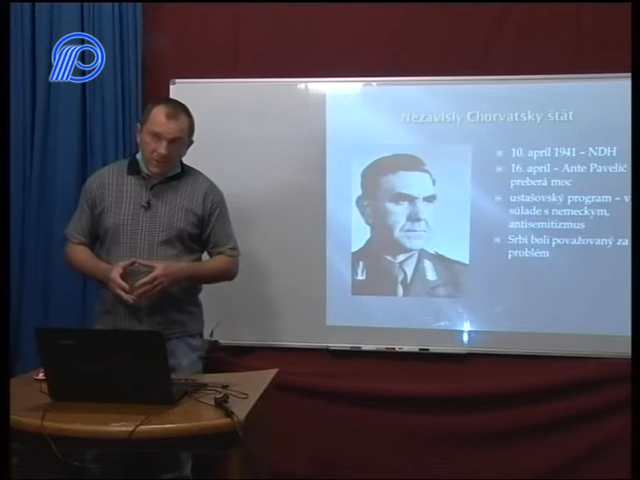 Nezávislý Chorvátsky štát
10. apríl 1941 – NDH
16. apríl – Ante Pavelić
preberá moc
ustašovský program – v
súlade s nemeckým,
antisemitizmus
Srbi boli považovaný za
problém